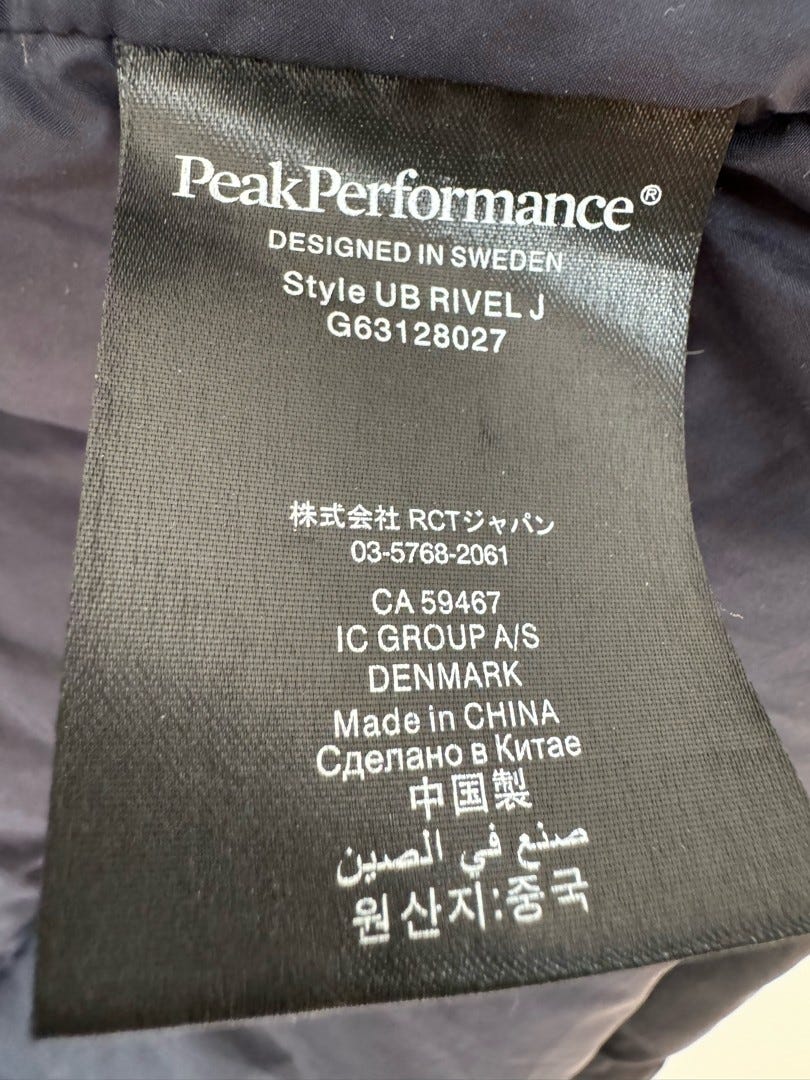 PeakPerformance®
DESIGNED IN SWEDEN
Style UB RIVEL J
G63128027
株式会社 RCTジャパン
03-5768-2061
CA 59467
IC GROUP A/S
DENMARK
Made in CHINA
Сделано в Китае
中国製
صنع في الصين
원산지:중국